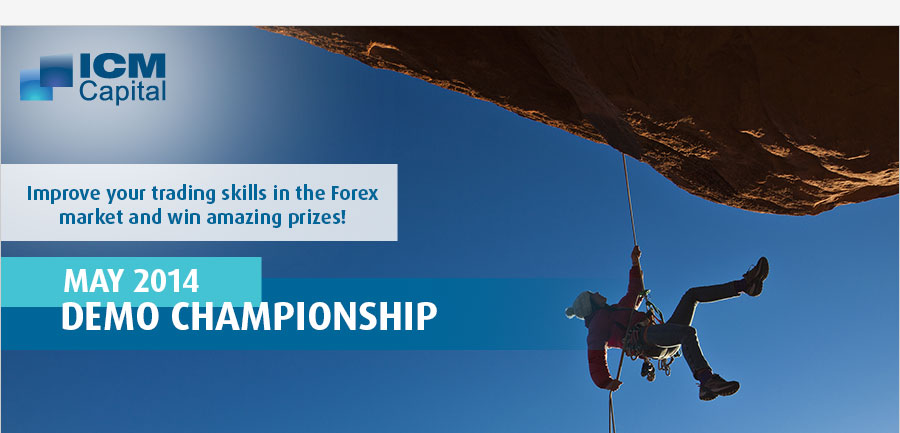 ICM
Capital
Improve your trading skills in the Forex
market and win amazing prizes!
MAY 2014
DEMO CHAMPIONSHIP